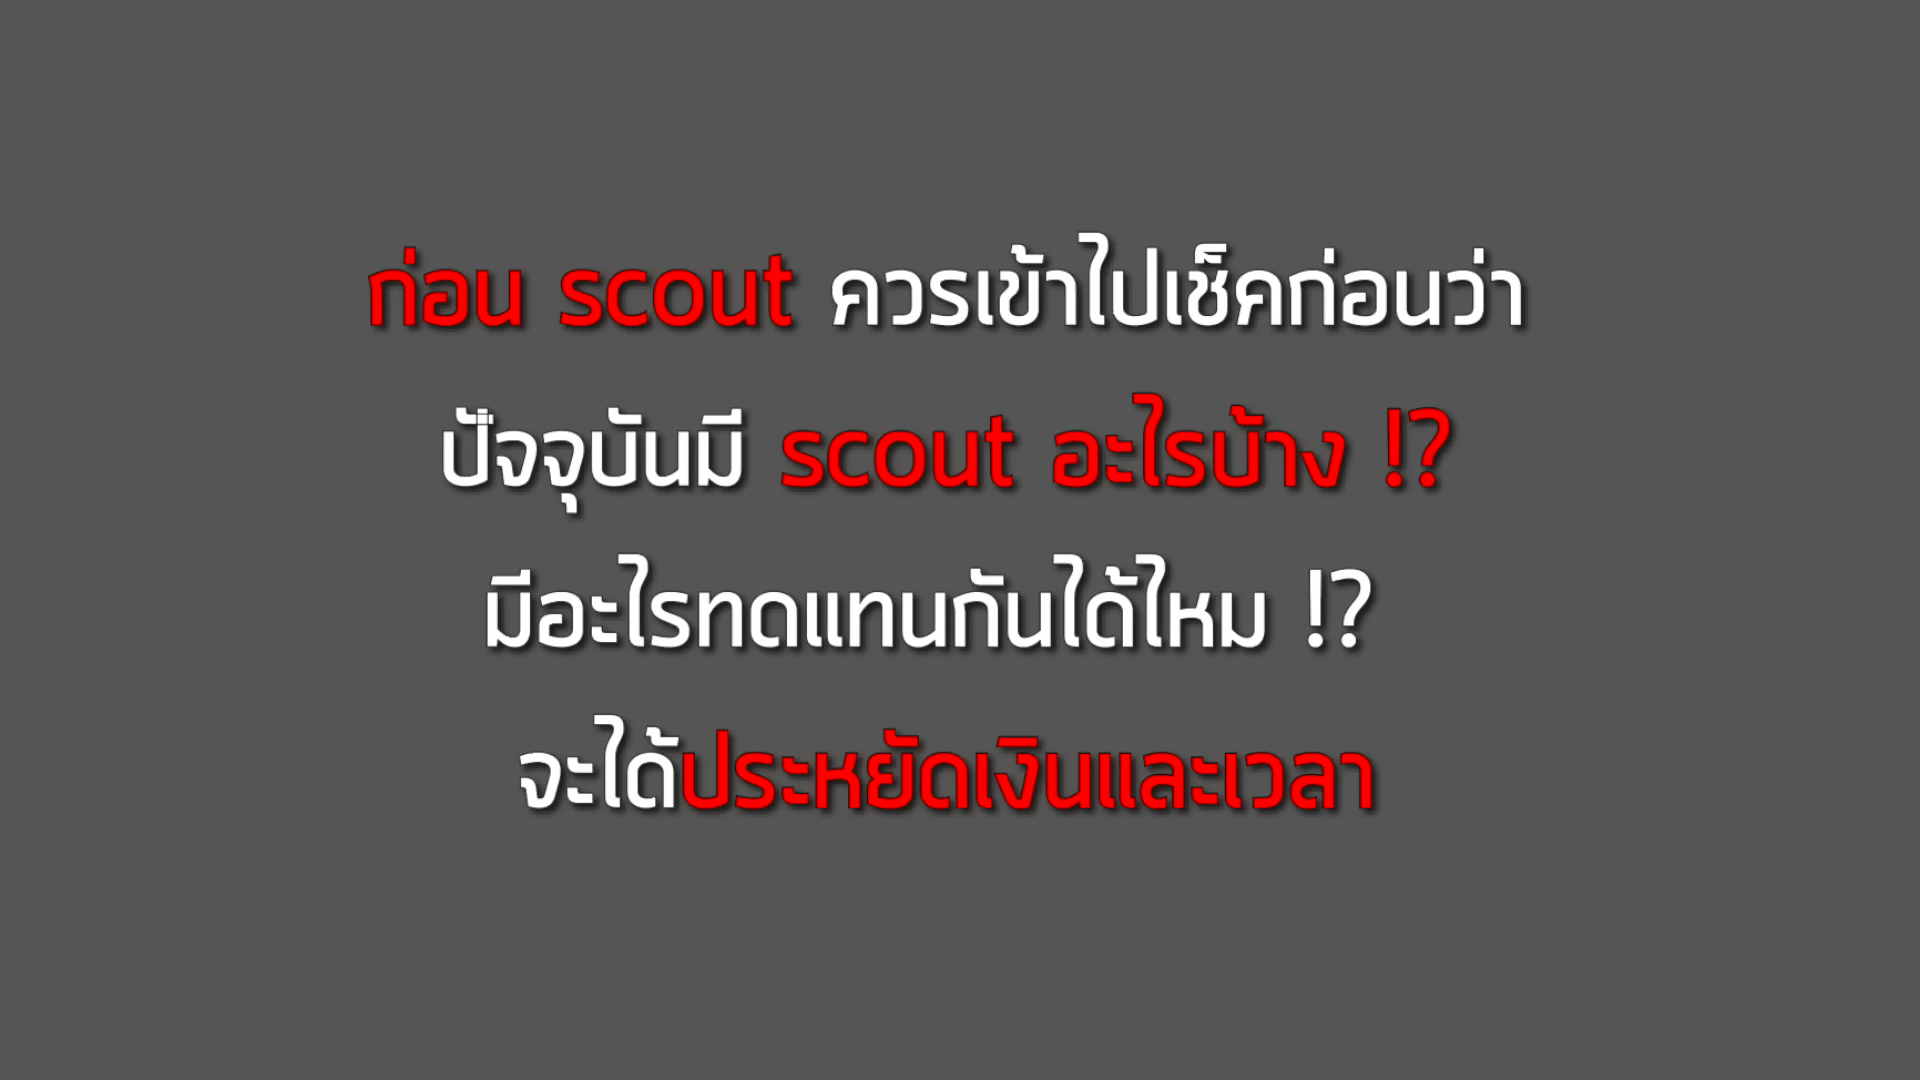 ก่อน scout ควรเข้าไปเช็คก่อนว่า
ปัจจุบันมี scout อะไรบ้าง !?
มีอะไรทดแทนกันได้ไหม !?
จะได้ประหยัดเงินและเวลา